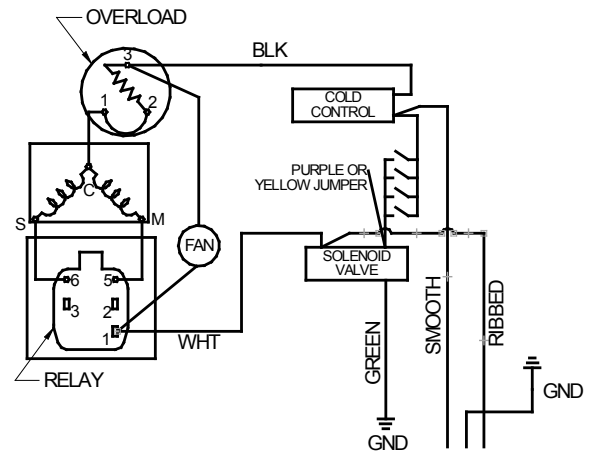 OVERLOAD
BLK
3
1
2
COLD
CONTROL
PURPLE OR
YELLOW JUMPER
C
S
M
FAN
SOLENOID
VALVE
6
5
3
2
1
WHT
GREEN
SMOOTH
RIBBED
RELAY
GND
GND